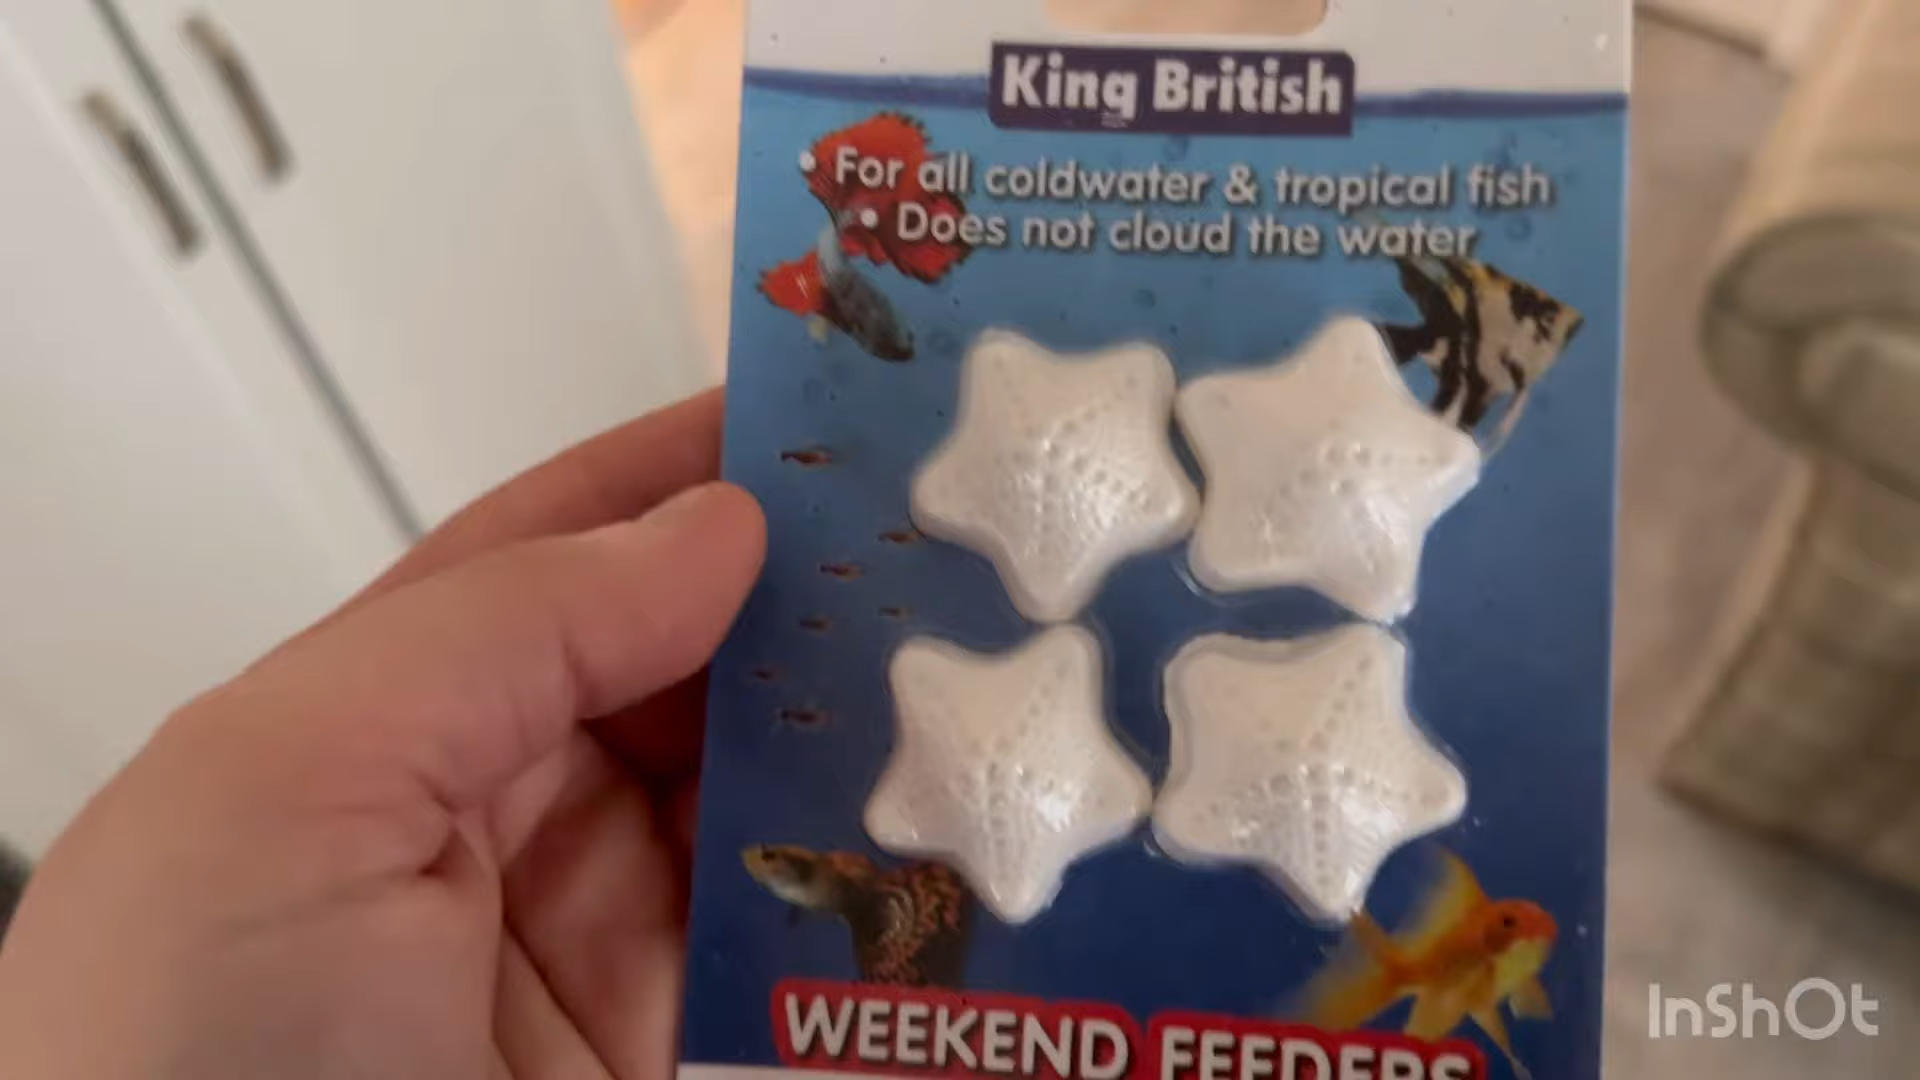 King British
• For all coldwater & tropical fish
• Does not cloud the water
WEEKEND FEEDERS
InShOt